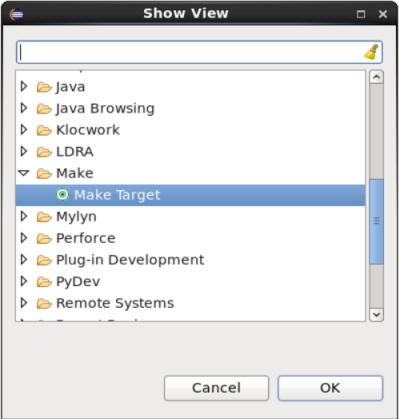 Show View
Java
Java Browsing
Klocwork
LDRA
Make
Make Target
Mylyn
Perforce
Plug-in Development
PyDev
Remote Systems
Cancel
OK